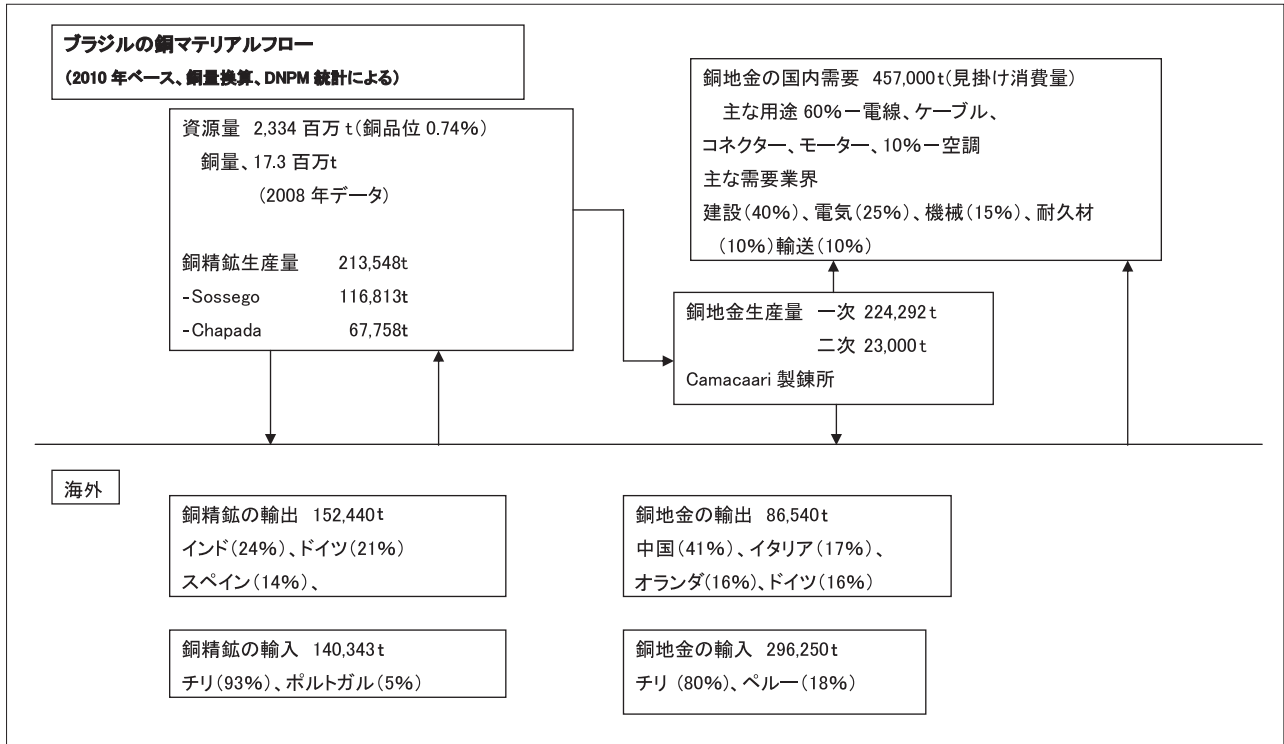 ブラジルの銅マテリアルフロー
（2010 年ベース、銅量換算、DNPM 統計による）
資源量 2,334 百万 t（銅品位 0.74%）
銅量、17.3 百万t
（2008 年データ）
銅精鉱生産量 213,548t
-Sossego 116,813t
-Chapada 67,758t
銅地金の国内需要 457,000t（見掛け消費量）
主な用途 60%－電線、ケーブル、
コネクター、モーター、10%－空調
主な需要業界
建設（40%）、電気（25%）、機械（15%）、耐久材
（10%）輸送（10%）
銅地金生産量 一次 224,292t
二次 23,000t
Camacaari 製錬所
海外
銅精鉱の輸出 152,440t
インド（24%）、ドイツ（21%）
スペイン（14%）、
銅地金の輸出 86,540t
中国（41%）、イタリア（17%）、
オランダ（16%）、ドイツ（16%）
銅精鉱の輸入 140,343t
チリ（93%）、ポルトガル（5%）
銅地金の輸入 296,250t
チリ （80%）、ペルー（18%）